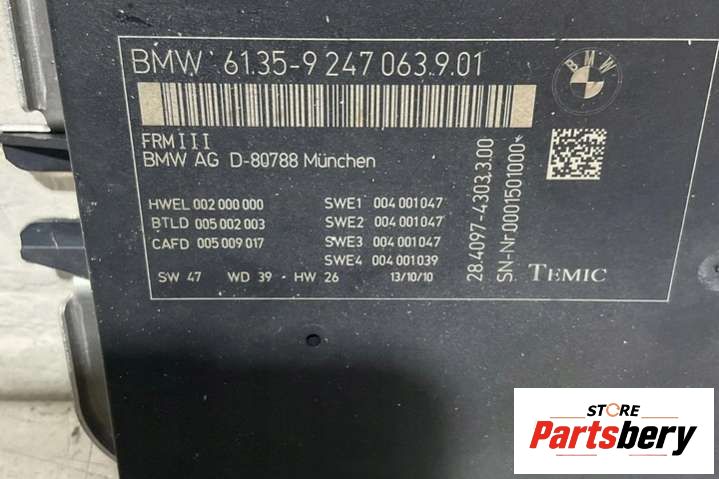 BMW 61.35-9 247 063.9.01
BMW
FRM III
BMW AG D-80788 München
HWEL 002 000 000
BTLD 005 002 003
CAFD 005 009 017
SWE1 004 001 047
SWE2 004 001 047
SWE3 004 001 047
SWE4 004 001 039
SW 47 WD 39 - HW 26 13/10/10
28.4097-4303.3.00
SN-Nr0001501000*
TEMIC
STORE
Partsbery